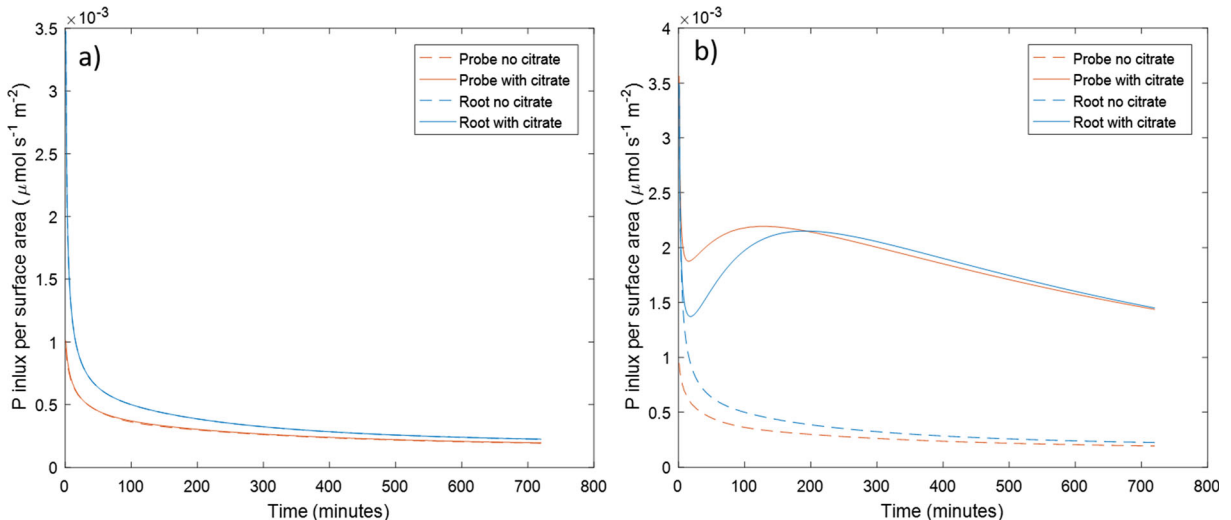 ×10⁻³
3.5
3
2.5
2
1.5
1
0.5
0
P inlux per surface area ( μmol s⁻¹ m⁻²)
a)
Probe no citrate
Probe with citrate
Root no citrate
Root with citrate
0 100 200 300 400 500 600 700 800
Time (minutes)
×10⁻³
4
3.5
3
2.5
2
1.5
1
0.5
0
P inlux per surface area ( μmol s⁻¹ m⁻²)
b)
Probe no citrate
Probe with citrate
Root no citrate
Root with citrate
0 100 200 300 400 500 600 700 800
Time (minutes)